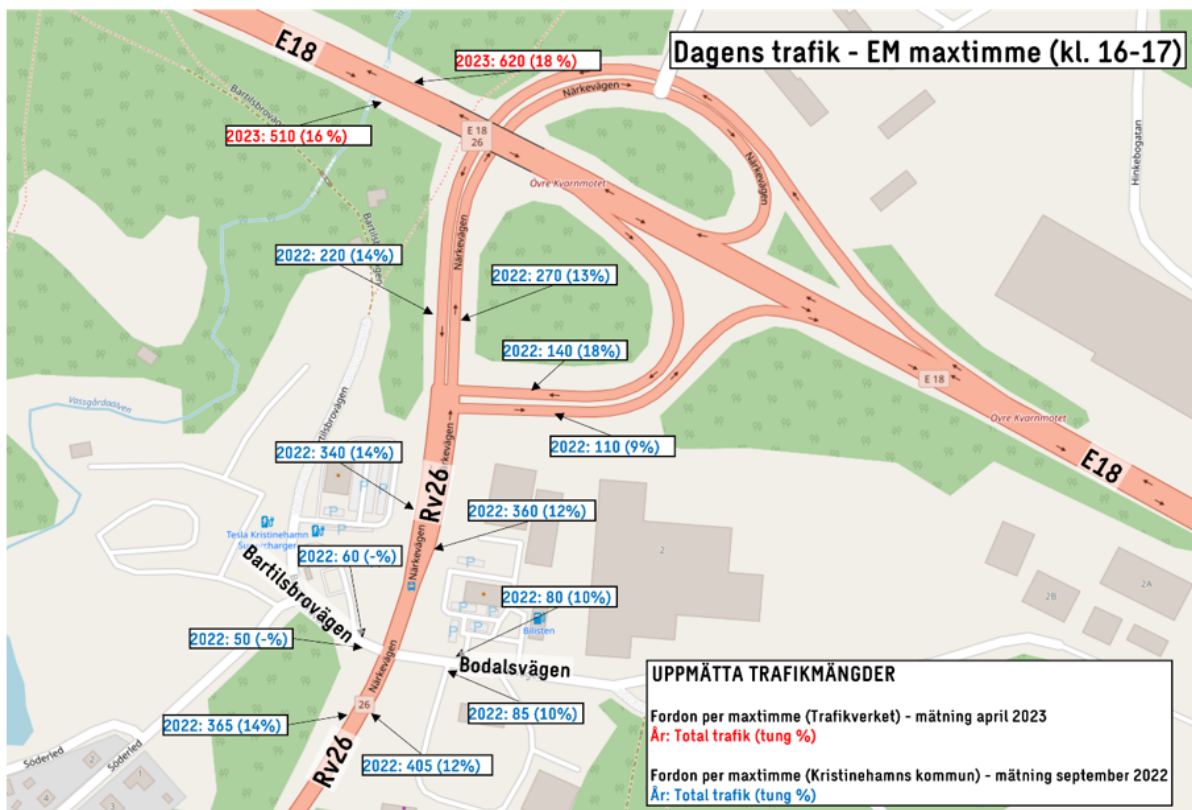 Dagens trafik - EM maxtimme (kl. 16-17)
E18
2023: 620 (18 %)
Bartilsbrovägen
2023: 510 (16 %)
E 18
26
Närkevägen
Hinkebogatan
Övre Kvarnmotet
Närkevägen
Bartilsbrovägen
Närkevägen
2022: 220 (14%)
2022: 270 (13%)
2022: 140 (18%)
E 18
Vassgårdaälven
Övre Kvarnmotet
Bartilsbrovägen
2022: 110 (9%)
2022: 340 (14%)
Närkevägen
E18
Rv26
2022: 360 (12%)
P
P
P
Tesla Kristinehamn
Supercharger
Närkevägen
2
2022: 60 (-%)
P
P
2022: 80 (10%)
2A
2B
Bartilsbrovägen
P
P
P
Bilisten
2022: 50 (-%)
Bodalsvägen
Närkevägen
26
2022: 365 (14%)
2022: 85 (10%)
Söderled
Söderled
Rv26
2022: 405 (12%)
UPPMÄTTA TRAFIKMÄNGDER
Fordon per maxtimme (Trafikverket) - mätning april 2023
År: Total trafik (tung %)
Fordon per maxtimme (Kristinehamns kommun) - mätning september 2022
År: Total trafik (tung %)